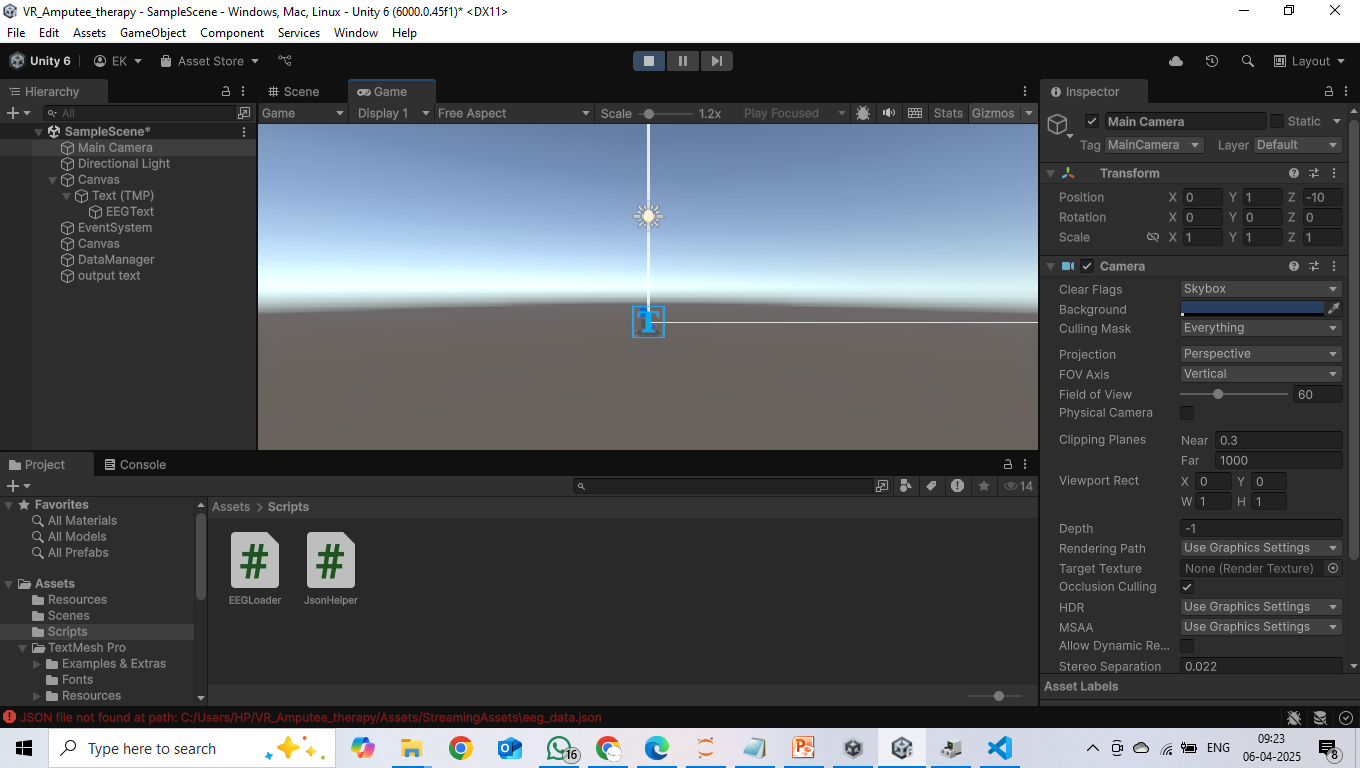 VR_Amputee_therapy - SampleScene - Windows, Mac, Linux - Unity 6 (6000.0.45f1)* <DX11>
File Edit Assets GameObject Component Services Window Help
Unity 6 EK Asset Store Layout
Hierarchy
All
SampleScene*
Main Camera
Directional Light
Canvas
Text (TMP)
EEGText
EventSystem
Canvas
DataManager
output text
Scene Game
Game Display 1 Free Aspect Scale 1.2x Play Focused Stats Gizmos
T
Inspector
Main Camera Static
Tag MainCamera Layer Default
Transform
Position X 0 Y 1 Z -10
Rotation X 0 Y 0 Z 0
Scale X 1 Y 1 Z 1
Camera
Clear Flags Skybox
Background
Culling Mask Everything
Projection Perspective
FOV Axis Vertical
Field of View 60
Physical Camera
Clipping Planes Near 0.3
Far 1000
Viewport Rect X 0 Y 0
W 1 H 1
Depth -1
Rendering Path Use Graphics Settings
Target Texture None (Render Texture)
Occlusion Culling
HDR Use Graphics Settings
MSAA Use Graphics Settings
Allow Dynamic Re...
Stereo Separation 0.022
Asset Labels
Project Console
14
Favorites
All Materials
All Models
All Prefabs
Assets
Resources
Scenes
Scripts
TextMesh Pro
Examples & Extras
Fonts
Resources
Assets > Scripts
# #
EEGLoader JsonHelper
JSON file not found at path: C:/Users/HP/VR_Amputee_therapy/Assets/StreamingAssets\eeg_data.json
Type here to search
16
ENG
09:23
06-04-2025
8